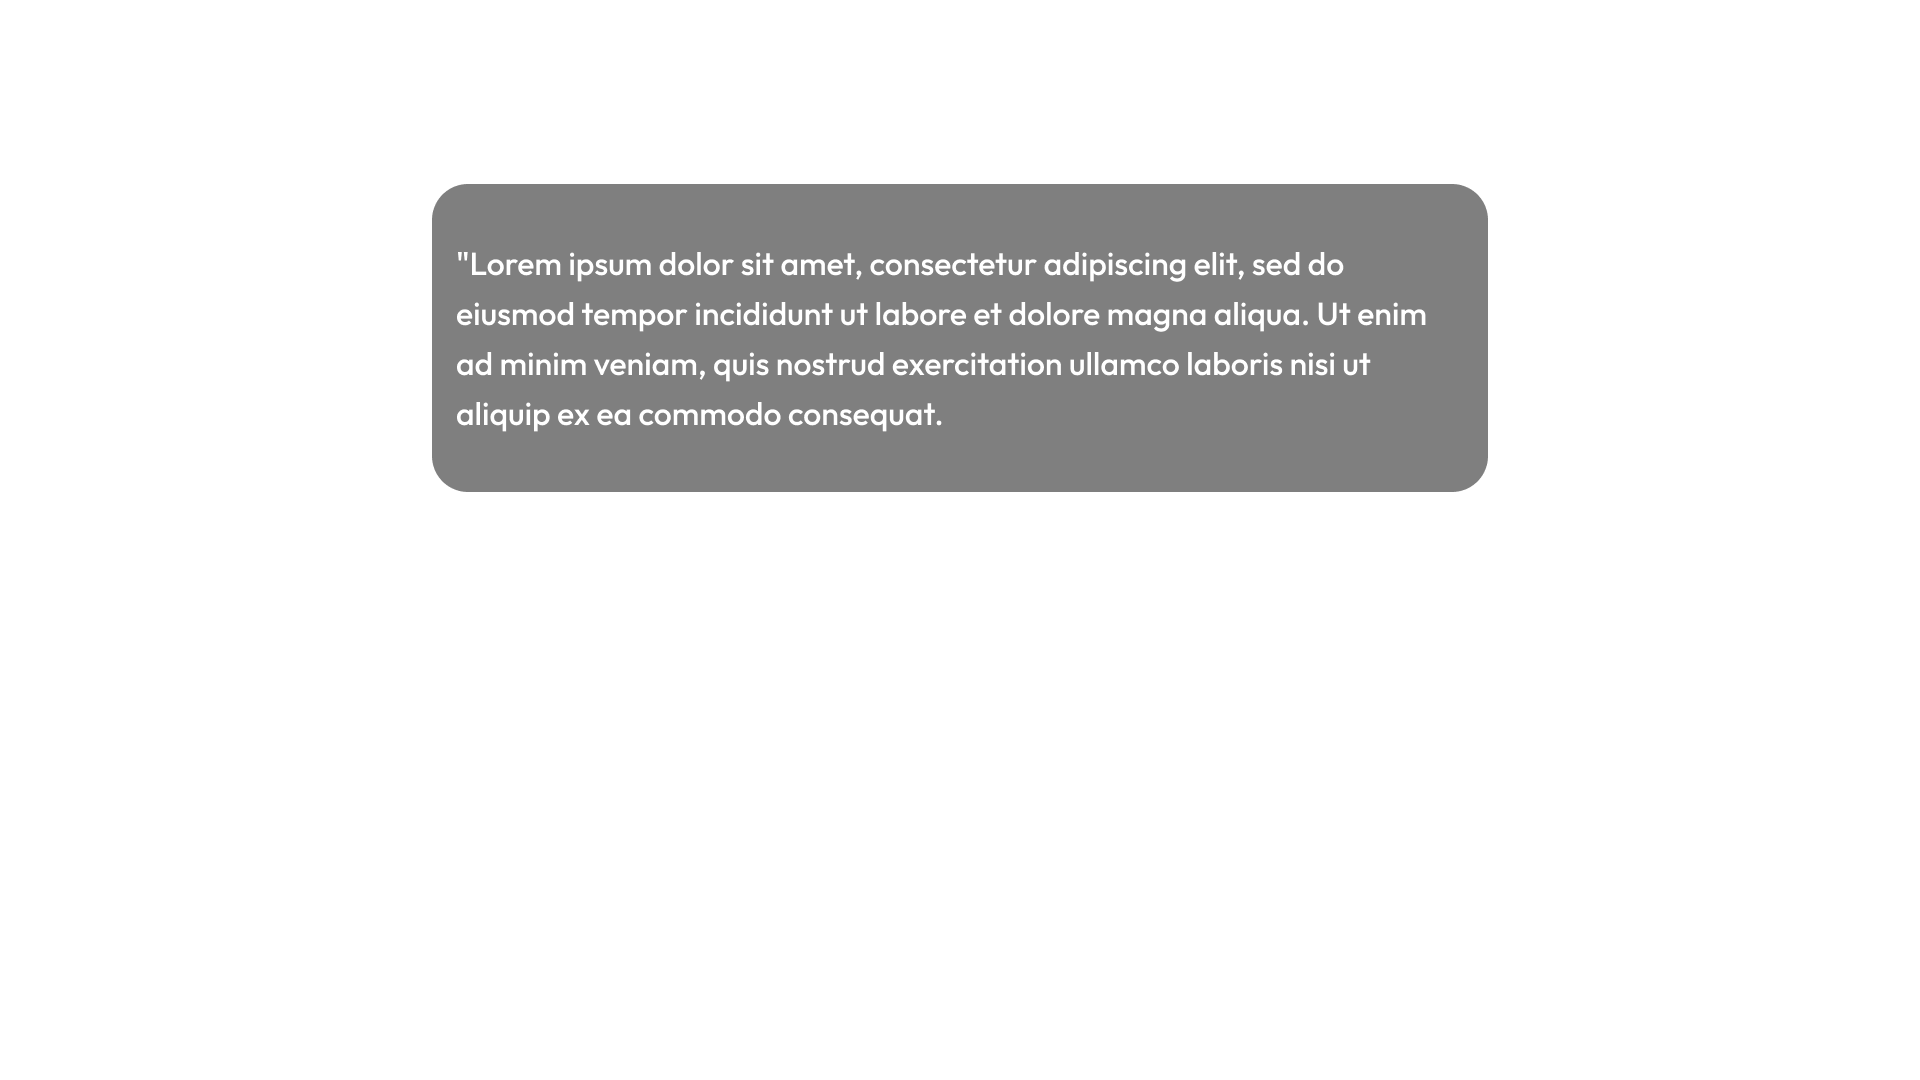 "Lorem ipsum dolor sit amet, consectetur adipiscing elit, sed do
eiusmod tempor incididunt ut labore et dolore magna aliqua. Ut enim
ad minim veniam, quis nostrud exercitation ullamco laboris nisi ut
aliquip ex ea commodo consequat.